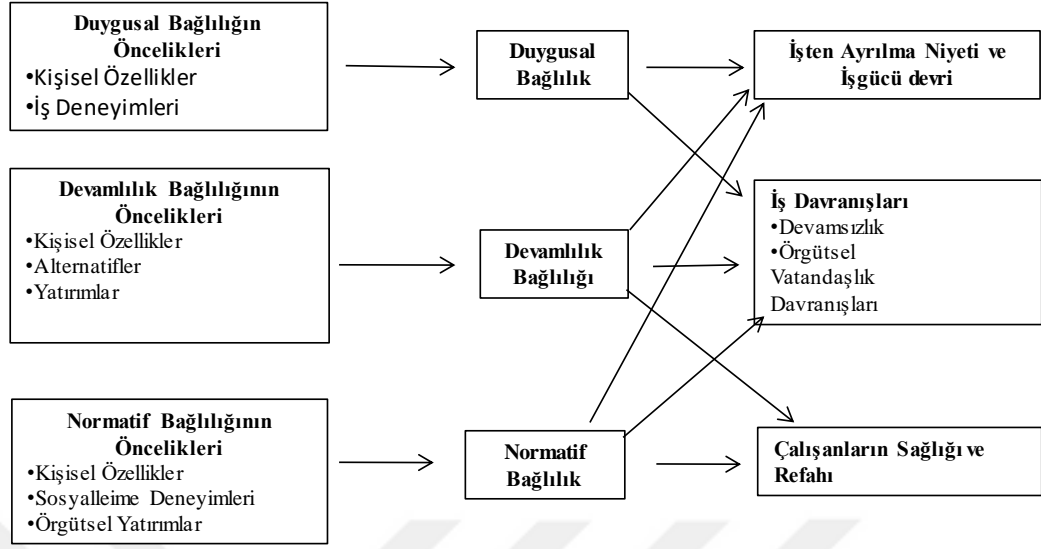 Duygusal Bağlılığın
Öncelikleri
•Kişisel Özellikler
•İş Deneyimleri
Duygusal
Bağlılık
İşten Ayrılma Niyeti ve
İşgücü devri
Devamlılık Bağlılığının
Öncelikleri
•Kişisel Özellikler
•Alternatifler
•Yatırımlar
Devamlılık
Bağlılığı
İş Davranışları
•Devamsızlık
•Örgütsel
Vatandaşlık
Davranışları
Normatif Bağlılığının
Öncelikleri
•Kişisel Özellikler
•Sosyalleime Deneyimleri
•Örgütsel Yatırımlar
Normatif
Bağlılık
Çalışanların Sağlığı ve
Refahı